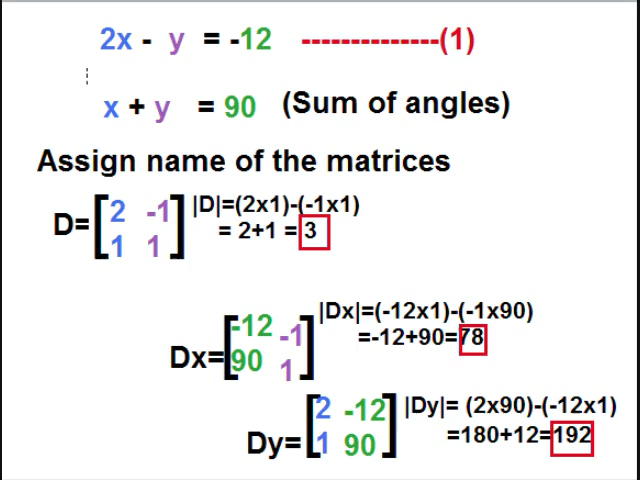 2x - y = -12 --------------(1)
x + y = 90 (Sum of angles)
Assign name of the matrices
D= [2 -1
1 1] |D|=(2x1)-(-1x1)
= 2+1 = 3
Dx= [-12 -1
90 1] |Dx|=(-12x1)-(-1x90)
=-12+90=78
Dy= [2 -12
1 90] |Dy|= (2x90)-(-12x1)
=180+12=192